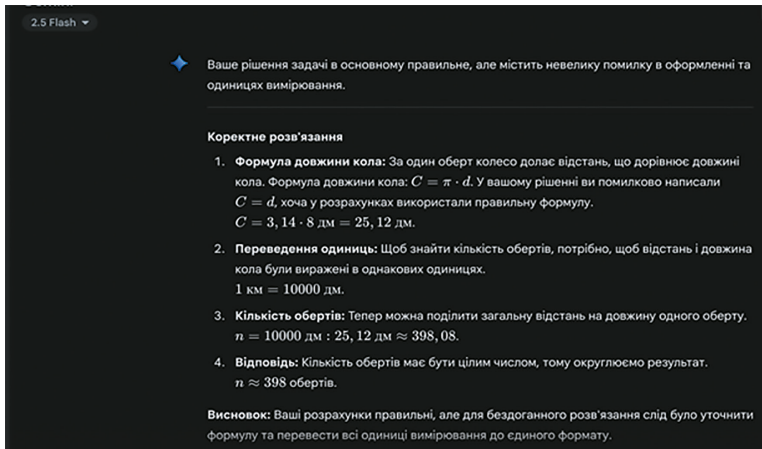 2.5 Flash
Ваше рішення задачі в основному правильне, але містить невелику помилку в оформленні та
одиницях вимірювання.
Коректне розв'язання
1. Формула довжини кола: За один оберт колесо долає відстань, що дорівнює довжині
кола. Формула довжини кола: C = π · d. У вашому рішенні ви помилково написали
C = d, хоча у розрахунках використали правильну формулу.
C = 3, 14 · 8 дм = 25, 12 дм.
2. Переведення одиниць: Щоб знайти кількість обертів, потрібно, щоб відстань і довжина
кола були виражені в однакових одиницях.
1 км = 10000 дм.
3. Кількість обертів: Тепер можна поділити загальну відстань на довжину одного оберту.
n = 10000 дм : 25, 12 дм ≈ 398, 08.
4. Відповідь: Кількість обертів має бути цілим числом, тому округлюємо результат.
n ≈ 398 обертів.
Висновок: Ваші розрахунки правильні, але для бездоганного розв'язання слід було уточнити
формулу та перевести всі одиниці вимірювання до єдиного формату.